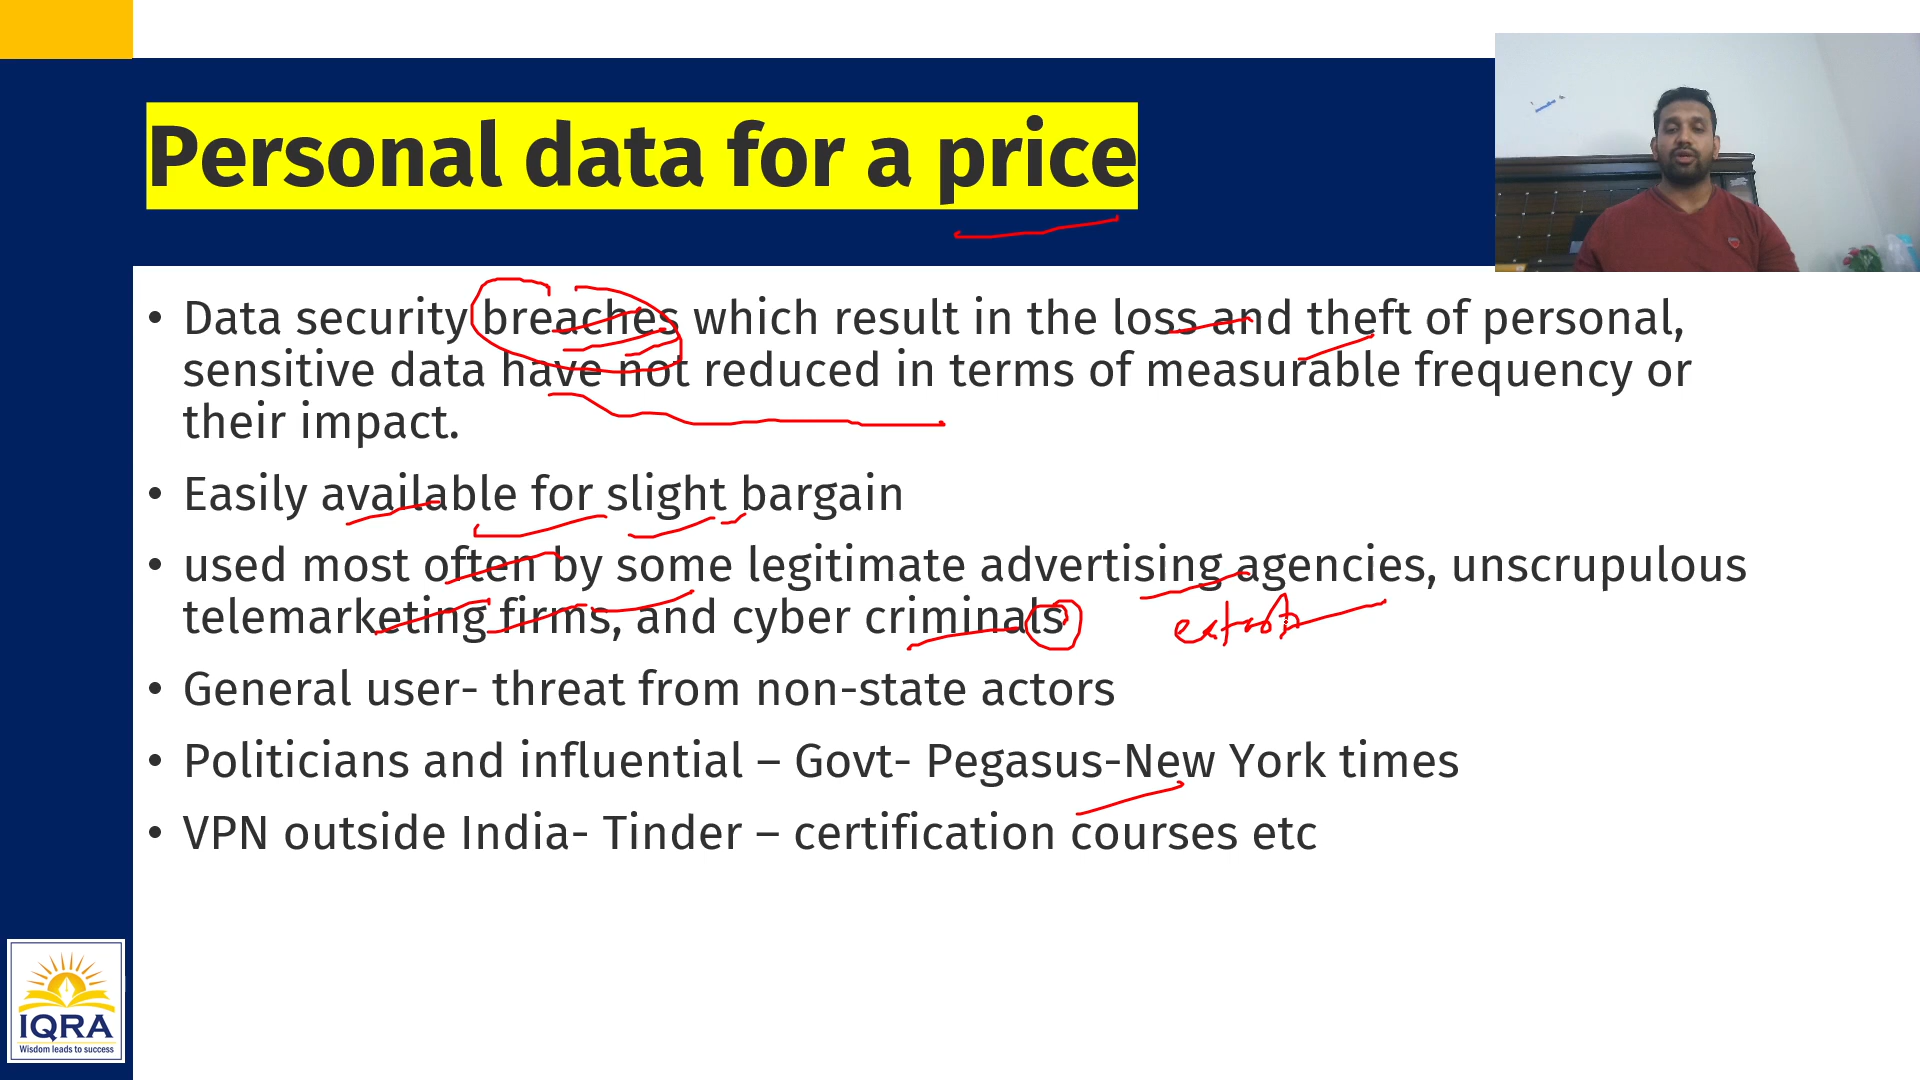 Personal data for a price
• Data security breaches which result in the loss and theft of personal,
sensitive data have not reduced in terms of measurable frequency or
their impact.
• Easily available for slight bargain
• used most often by some legitimate advertising agencies, unscrupulous
telemarketing firms, and cyber criminals
• General user- threat from non-state actors
• Politicians and influential – Govt- Pegasus-New York times
• VPN outside India- Tinder – certification courses etc
IQRA
Wisdom leads to success